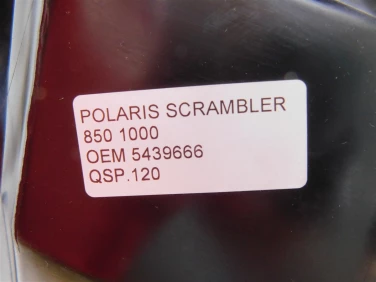 POLARIS SCRAMBLER
850 1000
OEM 5439666
QSP.120